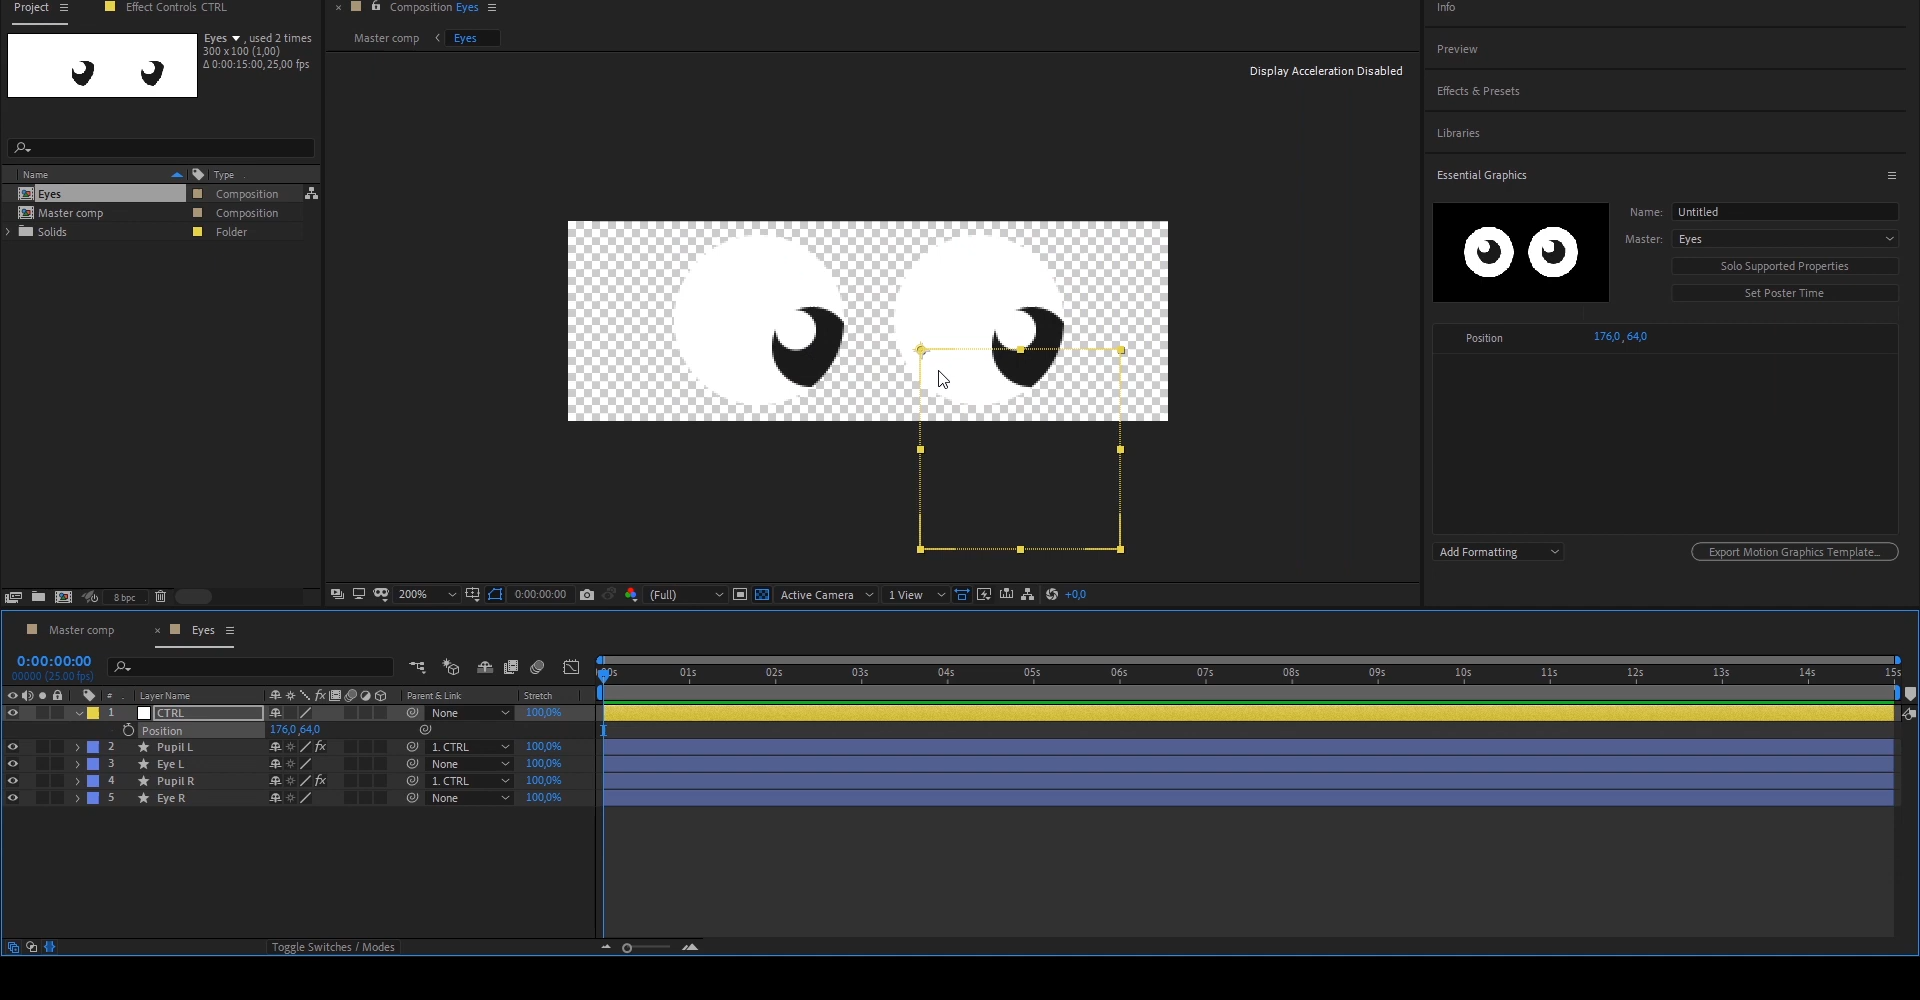 Project
Effect Controls CTRL
Composition Eyes
Info
Eyes , used 2 times
300 x 100 (1,00)
Δ 0:00:15:00, 25,00 fps
Master comp
Eyes
Preview
Display Acceleration Disabled
Effects & Presets
Libraries
Name
Type
Essential Graphics
Eyes
Composition
Master comp
Composition
Solids
Folder
Name:
Untitled
Master:
Eyes
Solo Supported Properties
Set Poster Time
Position
176,0 , 64,0
Add Formatting
Export Motion Graphics Template...
8 bpc
200%
0:00:00:00
(Full)
Active Camera
1 View
+0,0
Master comp
Eyes
0:00:00:00
00000 (25.00 fps)
00s 01s 02s 03s 04s 05s 06s 07s 08s 09s 10s 11s 12s 13s 14s 15s
# Layer Name
fx
Parent & Link
Stretch
1 CTRL None 100,0%
Position 176,0,64,0
2 Pupil L fx 1. CTRL 100,0%
3 Eye L None 100,0%
4 Pupil R fx 1. CTRL 100,0%
5 Eye R None 100,0%
Toggle Switches / Modes